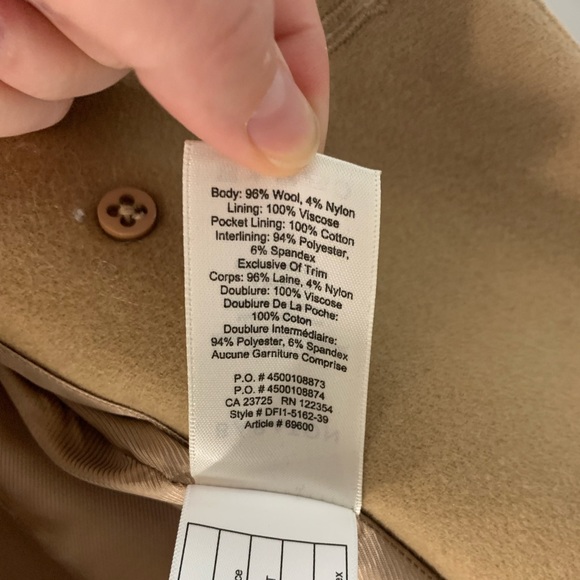 Body: 96% Wool, 4% Nylon
Lining: 100% Viscose
Pocket Lining: 100% Cotton
Interlining: 94% Polyester,
6% Spandex
Exclusive Of Trim
Corps: 96% Laine, 4% Nylon
Doublure: 100% Viscose
Doublure De La Poche:
100% Coton
Doublure Intermédiaire:
94% Polyester, 6% Spandex
Aucune Garniture Comprise
P.O. # 4500108873
P.O. # 4500108874
CA 23725 RN 122354
Style # DFI1-5162-39
Article # 69600